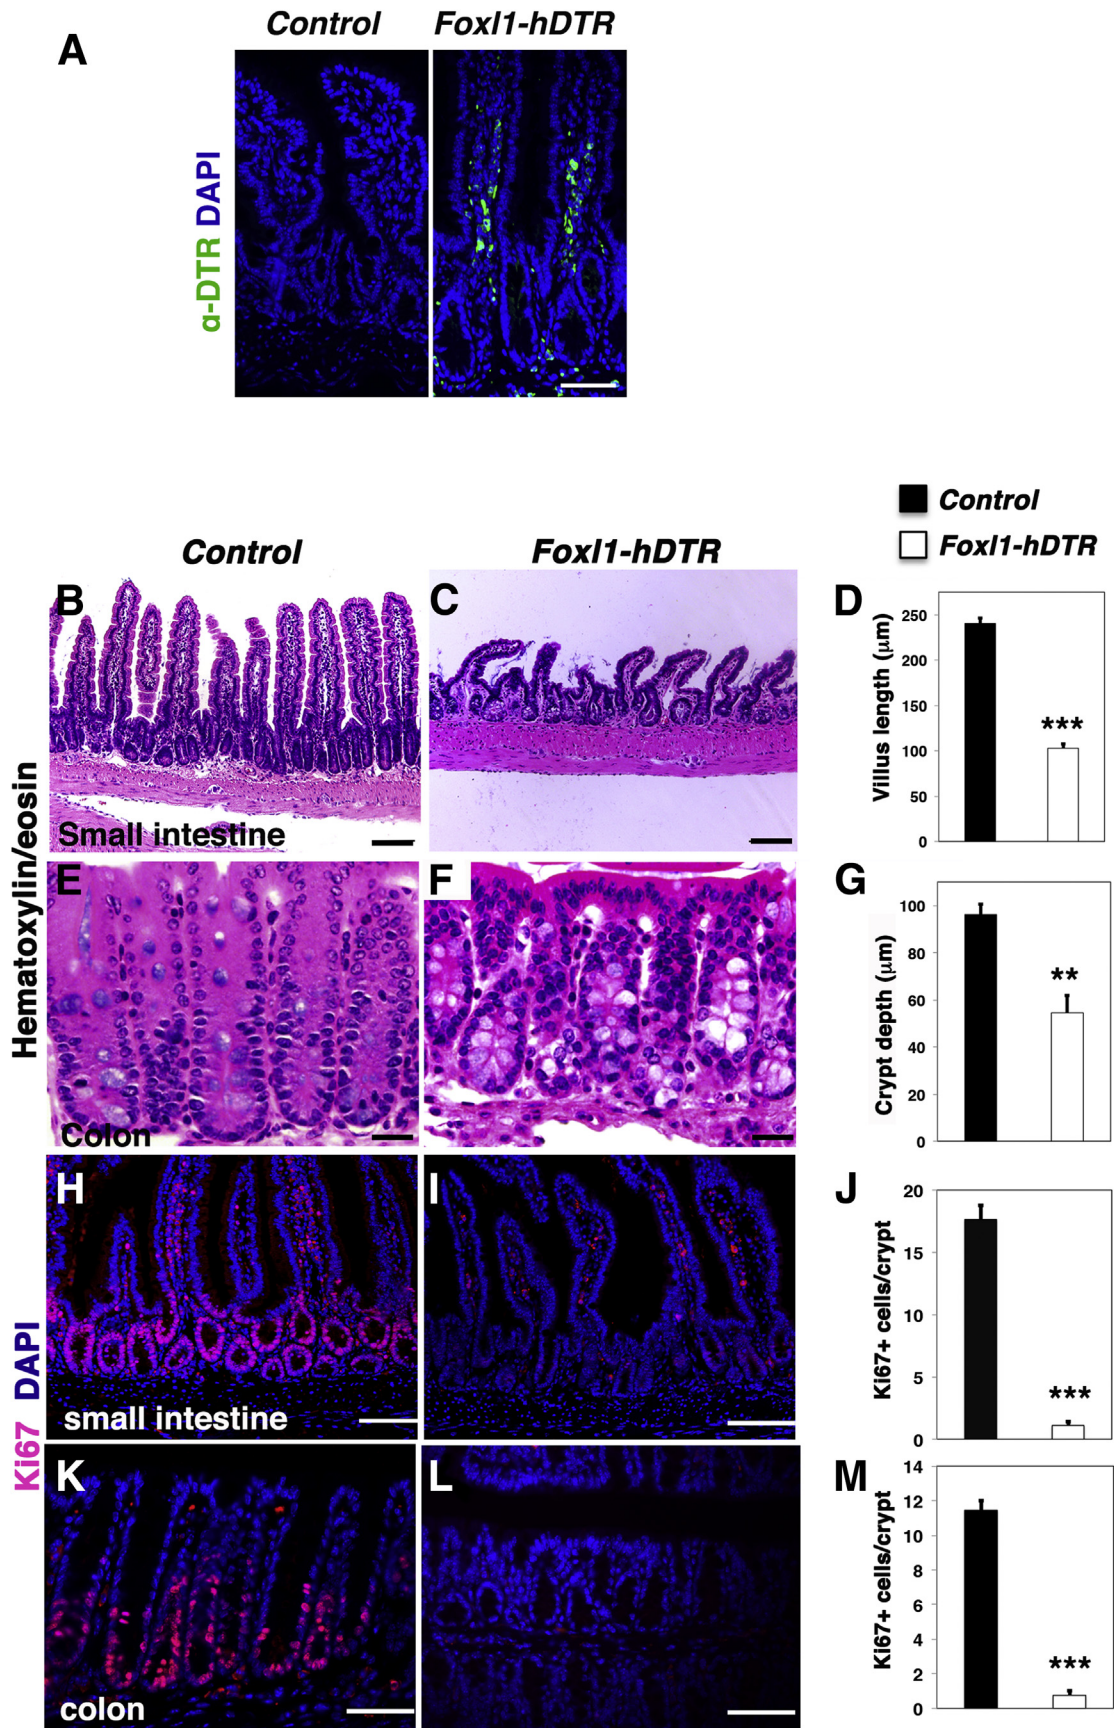 Control Foxl1-hDTR
A
α-DTR DAPI
Control
Foxl1-hDTR
Control Foxl1-hDTR
Hematoxylin/eosin
B
Small intestine
C
D
Villus length (µm)
250
200
150
100
50
0
***
E
Colon
F
G
Crypt depth (µm)
100
80
60
40
20
0
**
Ki67 DAPI
H
small intestine
I
J
Ki67+ cells/crypt
20
15
10
5
0
***
K
colon
L
M
Ki67+ cells/crypt
14
12
10
8
6
4
2
0
***